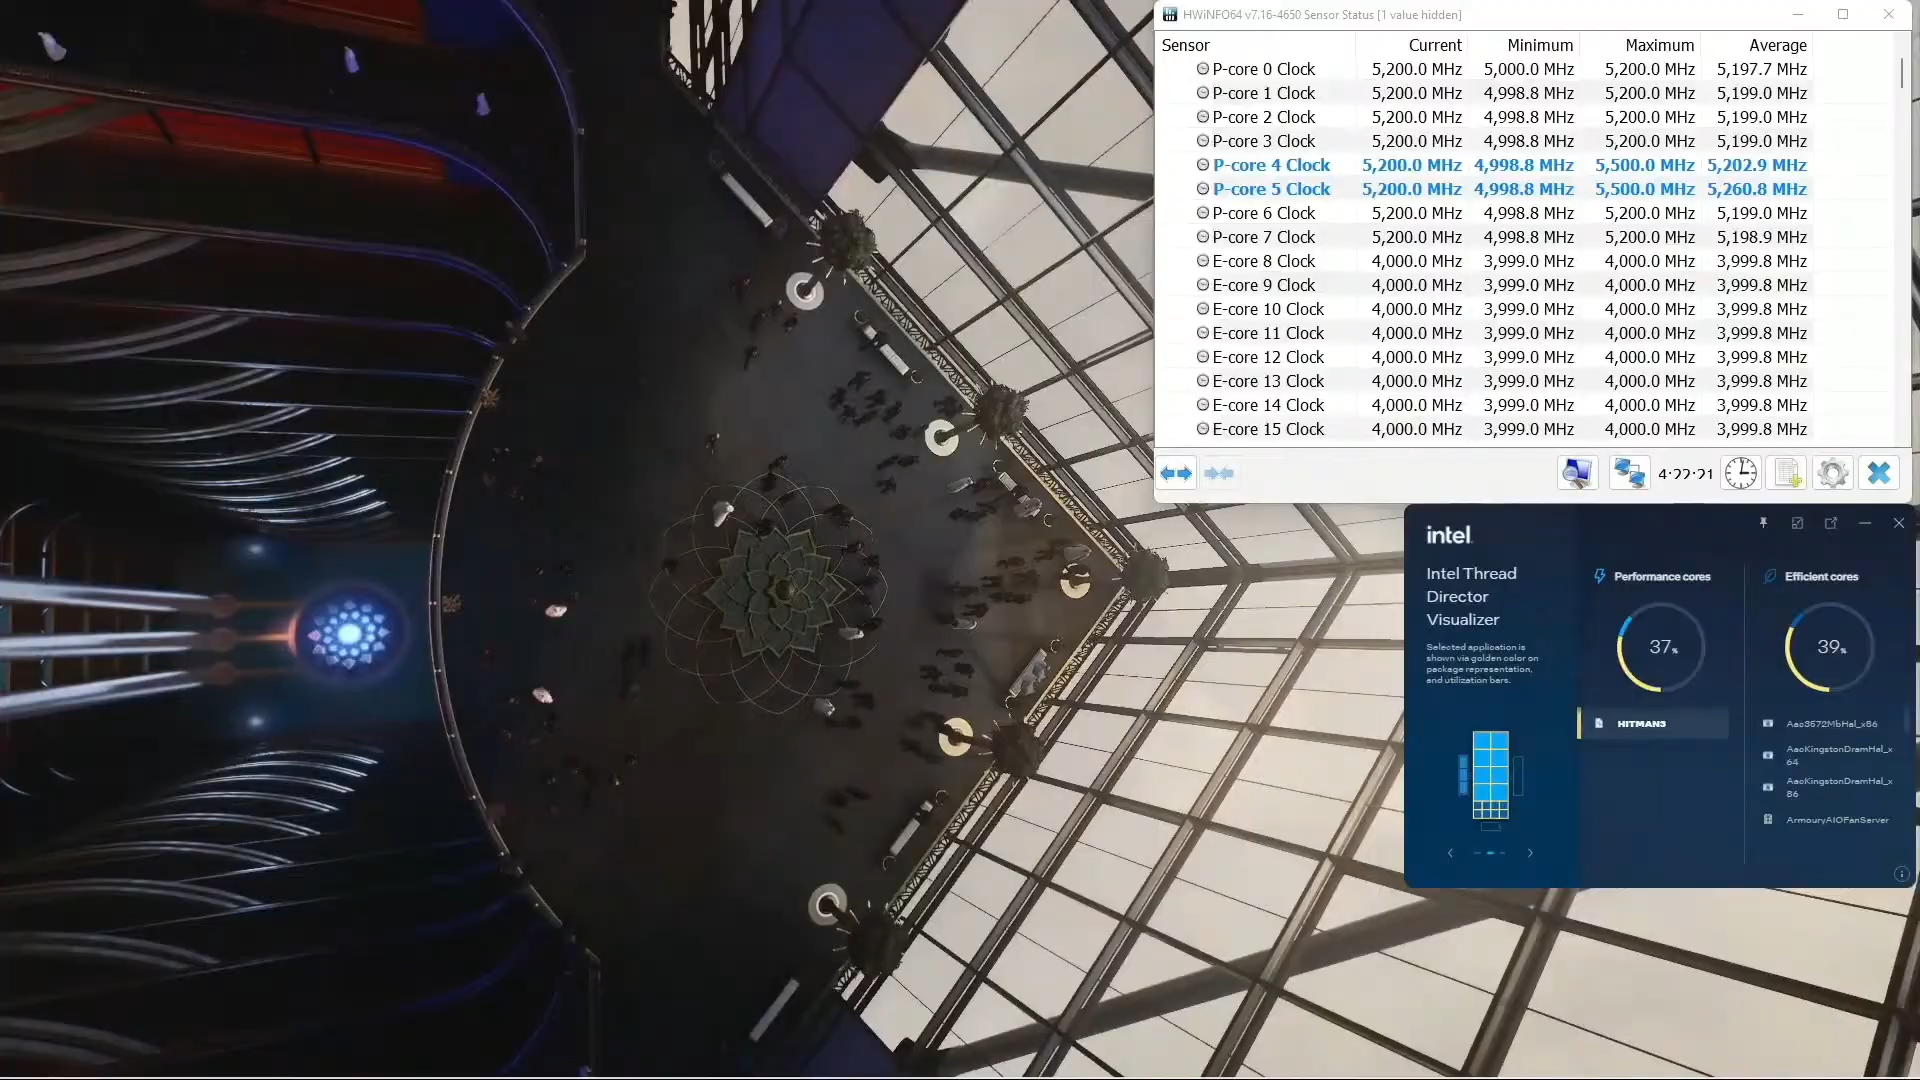 HWiNFO64 v7.16-4650 Sensor Status [1 value hidden]
Sensor Current Minimum Maximum Average
P-core 0 Clock 5,200.0 MHz 5,000.0 MHz 5,200.0 MHz 5,197.7 MHz
P-core 1 Clock 5,200.0 MHz 4,998.8 MHz 5,200.0 MHz 5,199.0 MHz
P-core 2 Clock 5,200.0 MHz 4,998.8 MHz 5,200.0 MHz 5,199.0 MHz
P-core 3 Clock 5,200.0 MHz 4,998.8 MHz 5,200.0 MHz 5,199.0 MHz
P-core 4 Clock 5,200.0 MHz 4,998.8 MHz 5,500.0 MHz 5,202.9 MHz
P-core 5 Clock 5,200.0 MHz 4,998.8 MHz 5,500.0 MHz 5,260.8 MHz
P-core 6 Clock 5,200.0 MHz 4,998.8 MHz 5,200.0 MHz 5,199.0 MHz
P-core 7 Clock 5,200.0 MHz 4,998.8 MHz 5,200.0 MHz 5,198.9 MHz
E-core 8 Clock 4,000.0 MHz 3,999.0 MHz 4,000.0 MHz 3,999.8 MHz
E-core 9 Clock 4,000.0 MHz 3,999.0 MHz 4,000.0 MHz 3,999.8 MHz
E-core 10 Clock 4,000.0 MHz 3,999.0 MHz 4,000.0 MHz 3,999.8 MHz
E-core 11 Clock 4,000.0 MHz 3,999.0 MHz 4,000.0 MHz 3,999.8 MHz
E-core 12 Clock 4,000.0 MHz 3,999.0 MHz 4,000.0 MHz 3,999.8 MHz
E-core 13 Clock 4,000.0 MHz 3,999.0 MHz 4,000.0 MHz 3,999.8 MHz
E-core 14 Clock 4,000.0 MHz 3,999.0 MHz 4,000.0 MHz 3,999.8 MHz
E-core 15 Clock 4,000.0 MHz 3,999.0 MHz 4,000.0 MHz 3,999.8 MHz
4:22:21
intel
Intel Thread
Director
Visualizer
Selected application is
shown via golden color on
package representation,
and utilization bars.
Performance cores
37%
HITMAN3
Efficient cores
39%
Aac3572MbHal_x86
AacKingstonDramHal_x
64
AacKingstonDramHal_x
86
ArmouryAIOFanServer